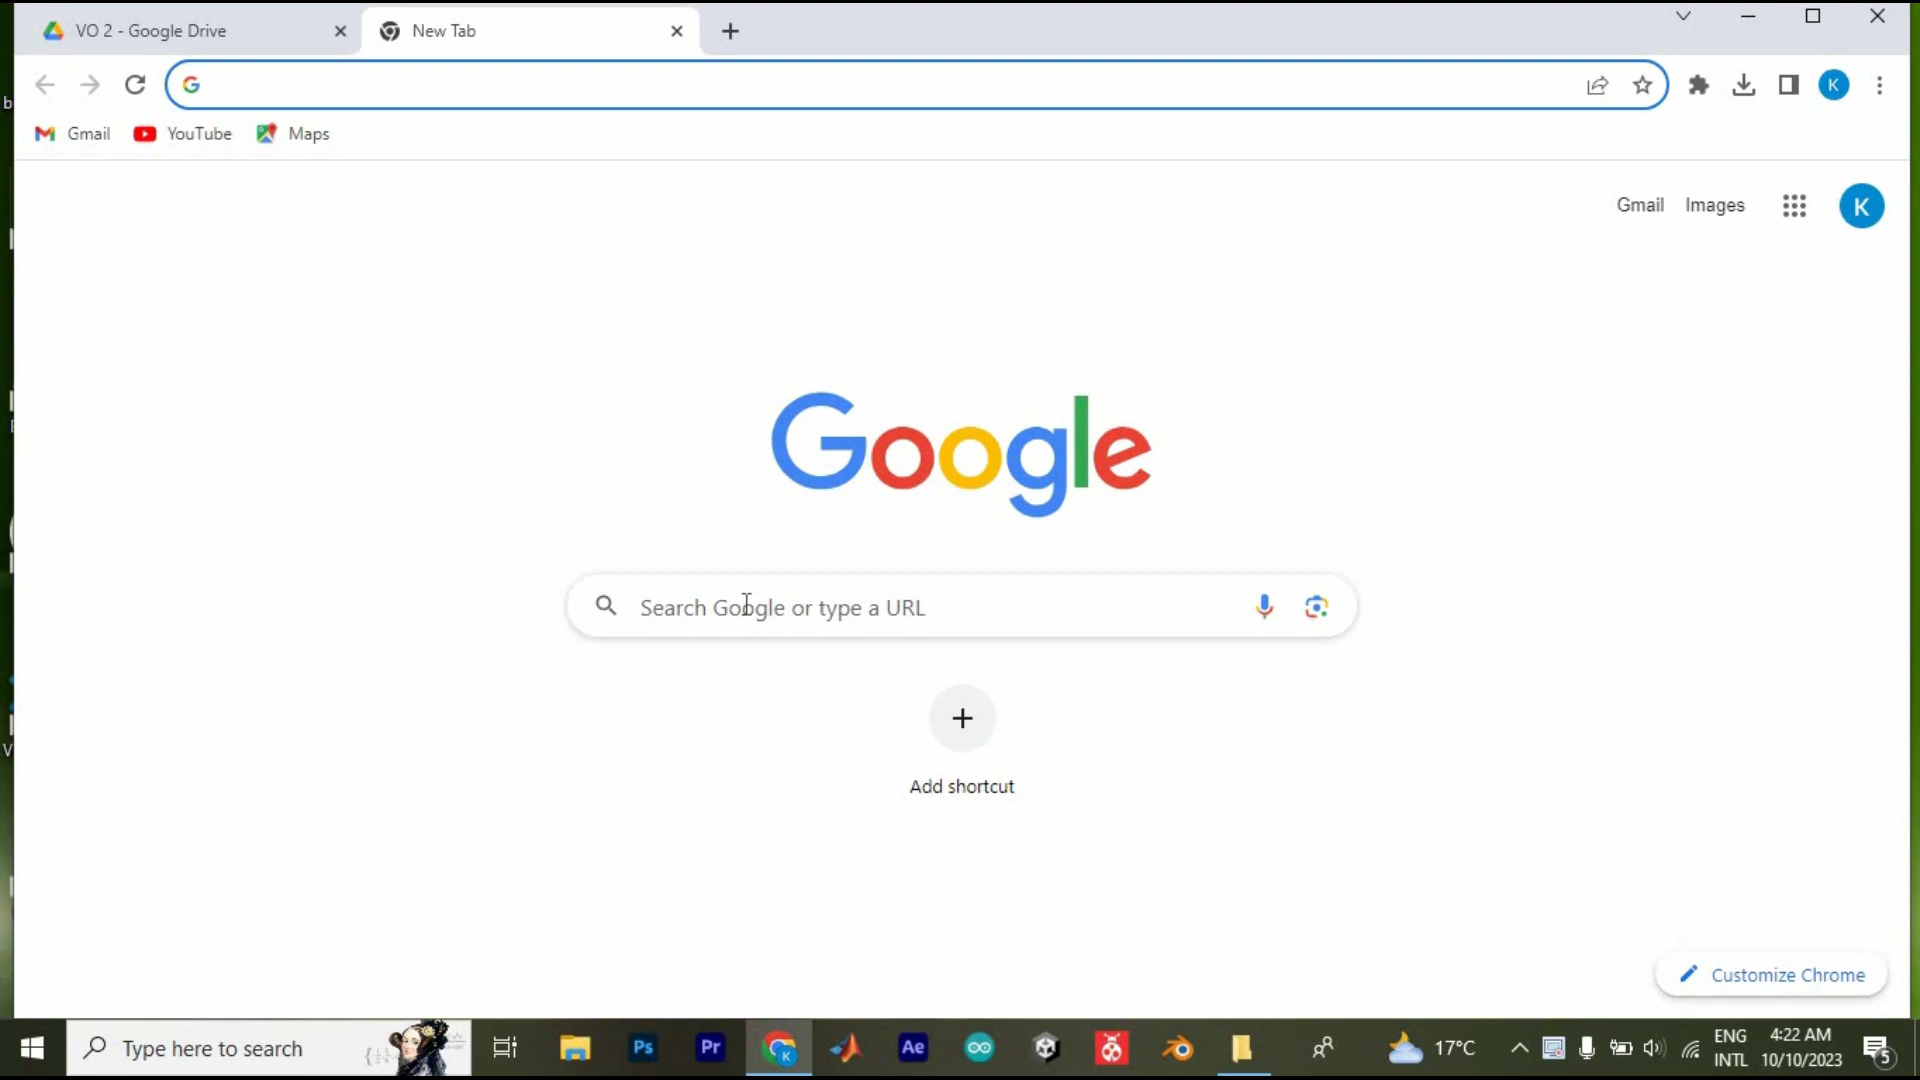 VO 2 - Google Drive
New Tab
Gmail
YouTube
Maps
Gmail
Images
K
K
Google
Search Google or type a URL
Add shortcut
Customize Chrome
Type here to search
Ps
Pr
K
Ae
17°C
ENG
INTL
4:22 AM
10/10/2023
5